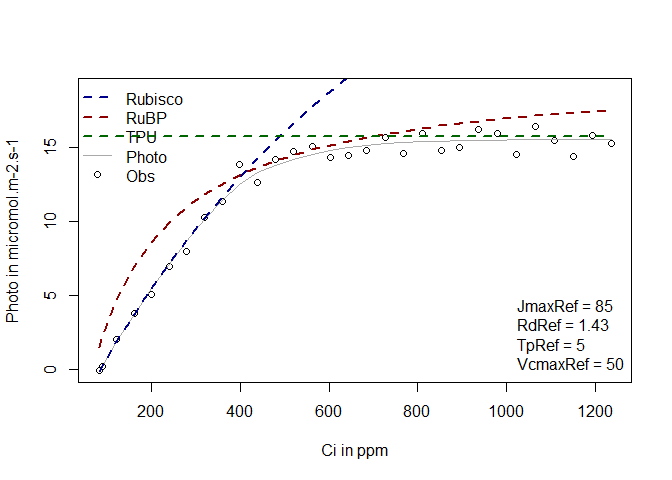 Rubisco
RuBP
TPU
Photo
Obs
Photo in micromol.m-2.s-1
0
5
10
15
JmaxRef = 85
RdRef = 1.43
TpRef = 5
VcmaxRef = 50
200
400
600
800
1000
1200
Ci in ppm